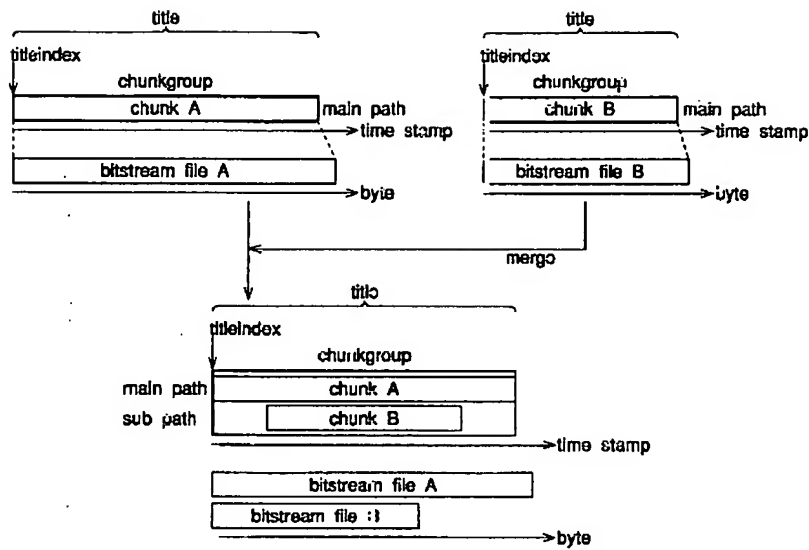 title
titleindex
chunkgroup
chunk A
main path
time stamp
bitstream file A
byte
title
titleindex
chunkgroup
chunk B
main path
time stamp
bitstream file B
byte
merge
title
titleindex
chunkgroup
main path
chunk A
sub path
chunk B
time stamp
bitstream file A
bitstream file B
byte